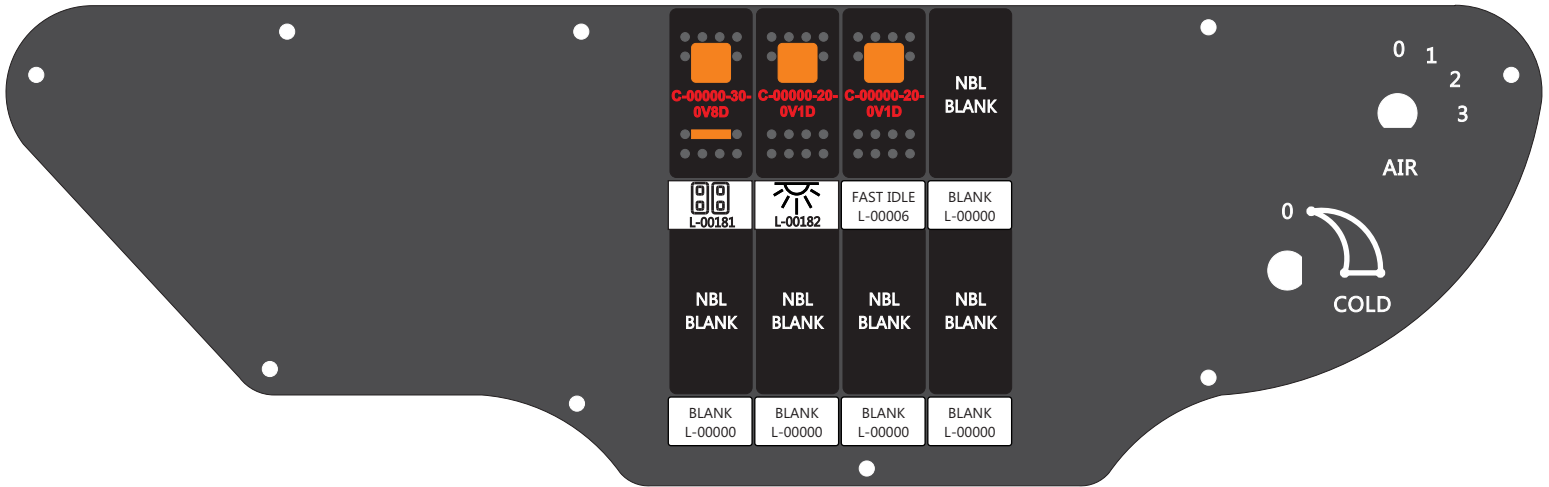 C-00000-30-
0V8D
C-00000-20-
0V1D
C-00000-20-
0V1D
NBL
BLANK
0
1
2
3
AIR
L-00181
L-00182
FAST IDLE
L-00006
BLANK
L-00000
0
COLD
NBL
BLANK
NBL
BLANK
NBL
BLANK
NBL
BLANK
BLANK
L-00000
BLANK
L-00000
BLANK
L-00000
BLANK
L-00000